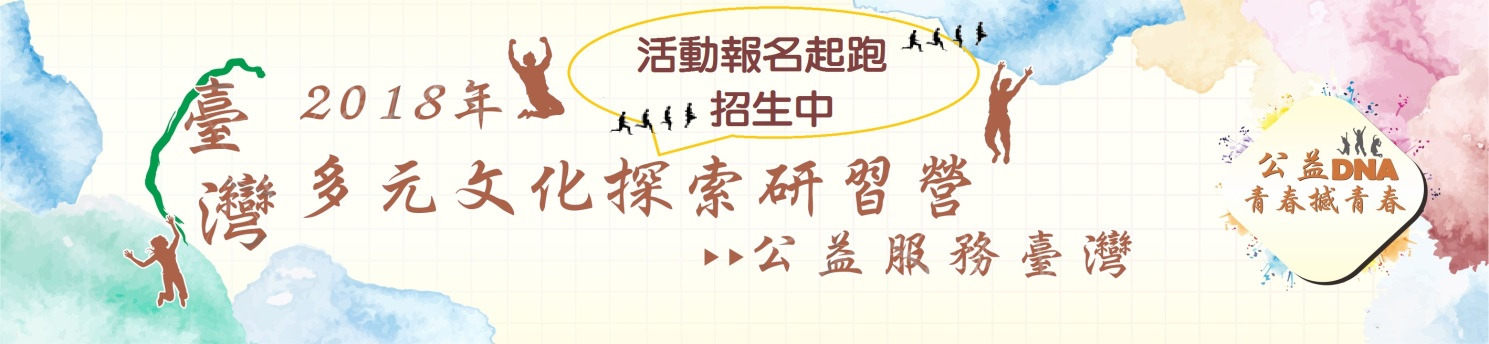 活動報名起跑
招生中
臺灣
2018年
多元文化探索研習營
公益服務臺灣
公益DNA
青春撼青春